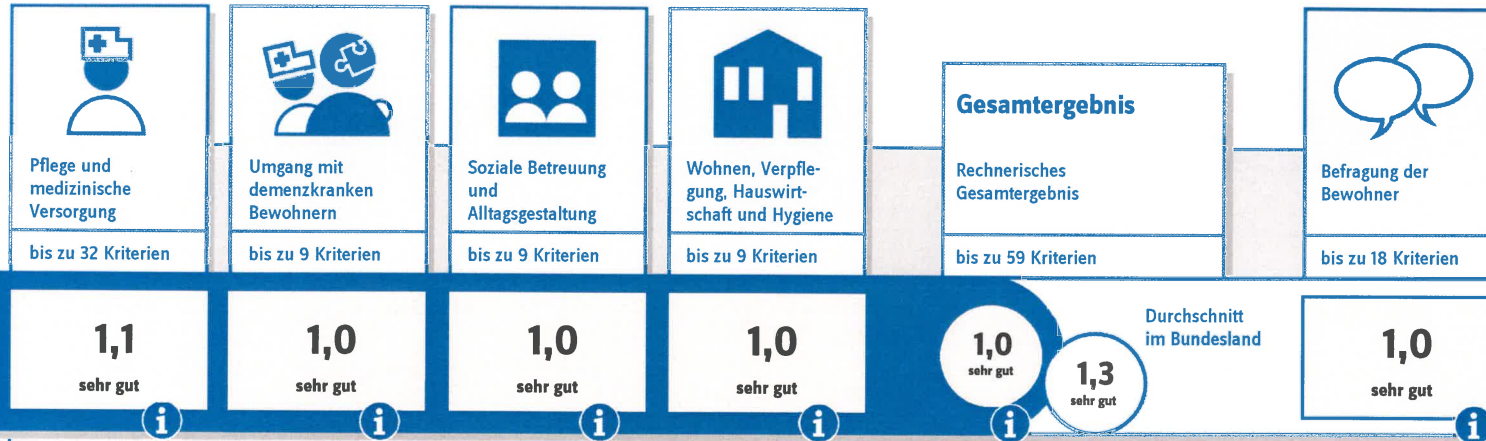 Pflege und
medizinische
Versorgung
bis zu 32 Kriterien
1,1
sehr gut
Umgang mit
demenzkranken
Bewohnern
bis zu 9 Kriterien
1,0
sehr gut
Soziale Betreuung
und
Alltagsgestaltung
bis zu 9 Kriterien
1,0
sehr gut
Wohnen, Verpfle-
gung, Hauswirt-
schaft und Hygiene
bis zu 9 Kriterien
1,0
sehr gut
Gesamtergebnis
Rechnerisches
Gesamtergebnis
bis zu 59 Kriterien
1,0
sehr gut
Durchschnitt
im Bundesland
1,3
sehr gut
Befragung der
Bewohner
bis zu 18 Kriterien
1,0
sehr gut